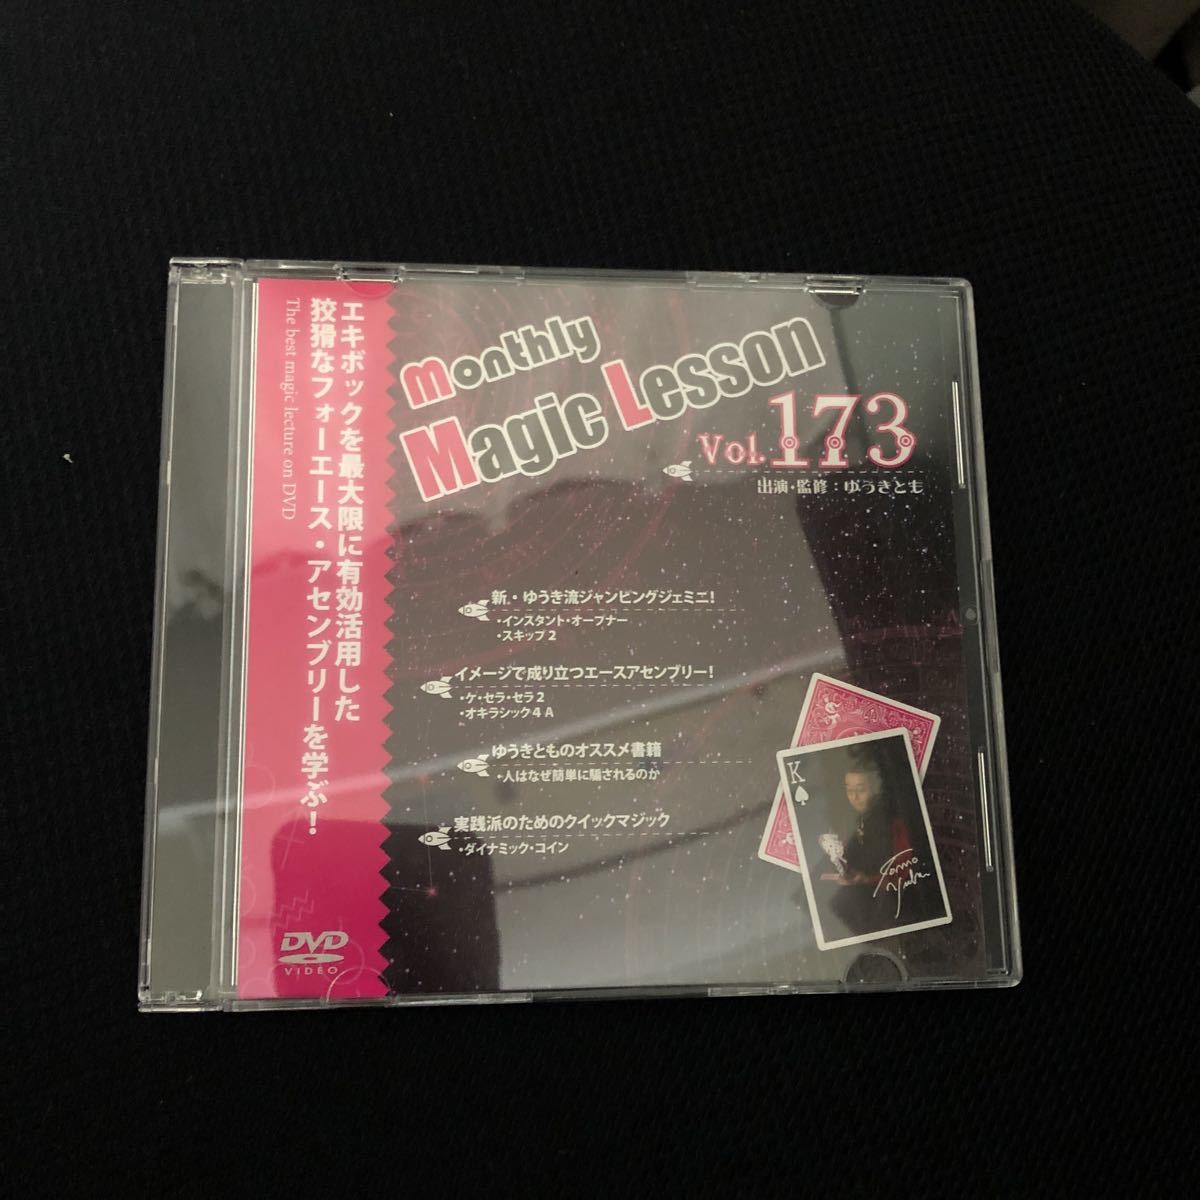 エキボックを最大限に有効活用した
狡猾なフォーエース・アセンブリーを学ぶ！
The best magic lecture on DVD
DVD
VIDEO
monthly
Magic Lesson
Vol.173
出演・監修：ゆうきとも
新・ゆうき流ジャンピングジェミニ！
・インスタント・オープナー
・スキップ2
イメージで成り立つエースアセンブリー！
・ケ・セラ・セラ2
・オキラシック4A
ゆうきとものオススメ書籍
・人はなぜ簡単に騙されるのか
実践派のためのクイックマジック
・ダイナミック・コイン
K
Tomo
Yuki